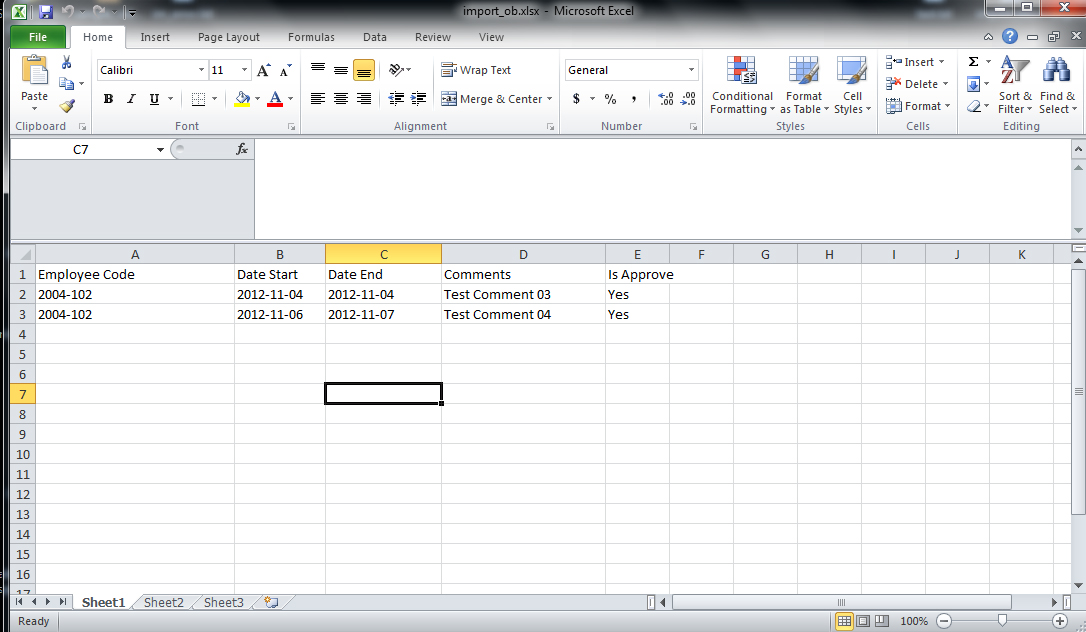 import_ob.xlsx - Microsoft Excel
File Home Insert Page Layout Formulas Data Review View
Paste
Calibri 11
B I U
Wrap Text
Merge & Center
General
$ % ,
Conditional Formatting
Format as Table
Cell Styles
Insert
Delete
Format
Σ
Sort & Filter
Find & Select
Clipboard Font Alignment Number Styles Cells Editing
C7 fx
A B C D E F G H I J K
1 Employee Code Date Start Date End Comments Is Approve
2 2004-102 2012-11-04 2012-11-04 Test Comment 03 Yes
3 2004-102 2012-11-06 2012-11-07 Test Comment 04 Yes
4
5
6
7
8
9
10
11
12
13
14
15
16
17
Sheet1 Sheet2 Sheet3
Ready 100%